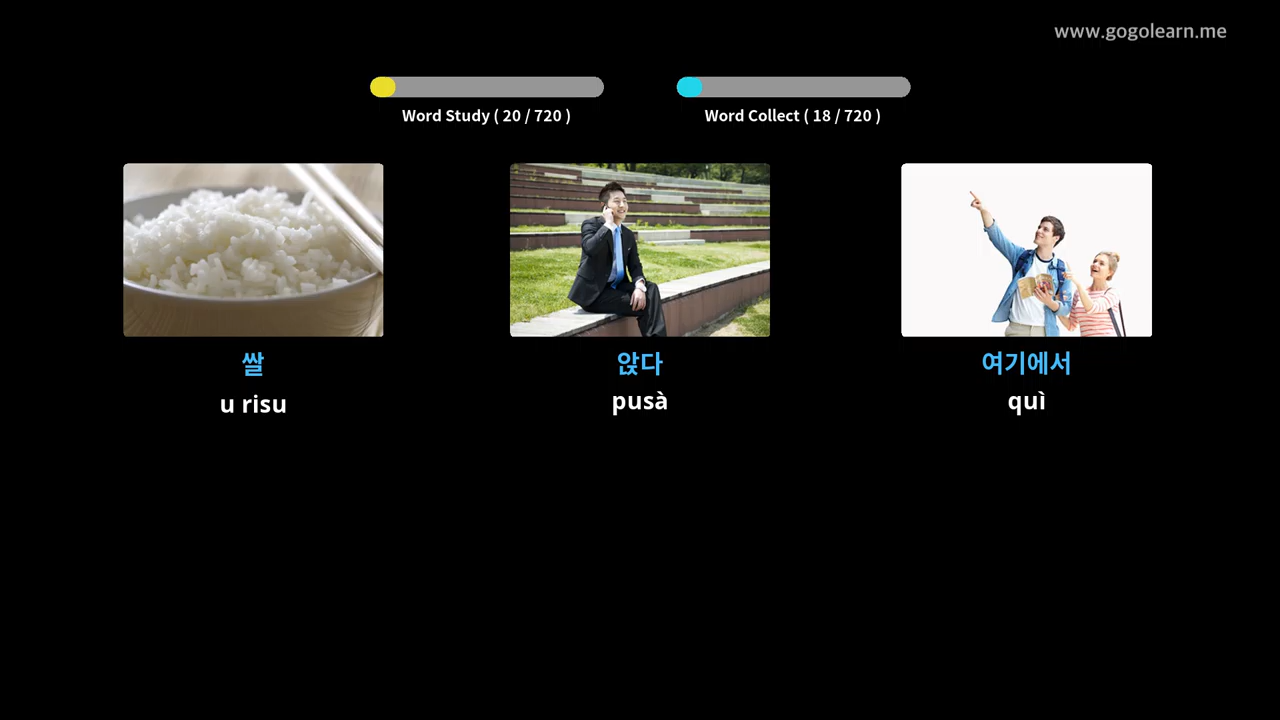 www.gogolearn.me
Word Study ( 20 / 720 )
Word Collect ( 18 / 720 )
쌀
앉다
여기에서
u risu
pusà
quì